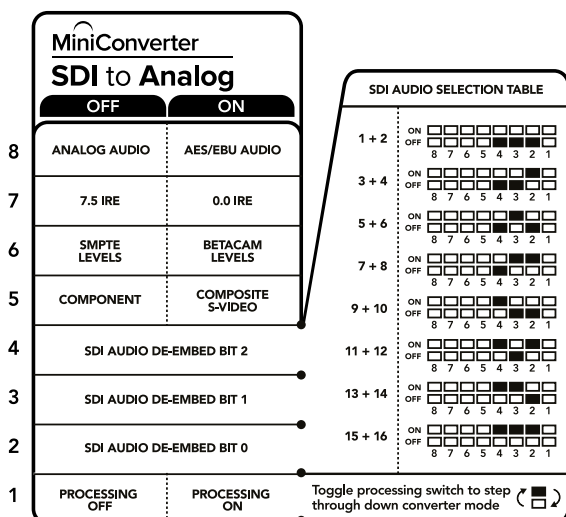 MiniConverter
SDI to Analog
OFF ON
8 ANALOG AUDIO AES/EBU AUDIO
7 7.5 IRE 0.0 IRE
6 SMPTE LEVELS BETACAM LEVELS
5 COMPONENT COMPOSITE S-VIDEO
4 SDI AUDIO DE-EMBED BIT 2
3 SDI AUDIO DE-EMBED BIT 1
2 SDI AUDIO DE-EMBED BIT 0
1 PROCESSING OFF PROCESSING ON
SDI AUDIO SELECTION TABLE
1 + 2 ON
OFF
8 7 6 5 4 3 2 1
3 + 4 ON
OFF
8 7 6 5 4 3 2 1
5 + 6 ON
OFF
8 7 6 5 4 3 2 1
7 + 8 ON
OFF
8 7 6 5 4 3 2 1
9 + 10 ON
OFF
8 7 6 5 4 3 2 1
11 + 12 ON
OFF
8 7 6 5 4 3 2 1
13 + 14 ON
OFF
8 7 6 5 4 3 2 1
15 + 16 ON
OFF
8 7 6 5 4 3 2 1
Toggle processing switch to step
through down converter mode